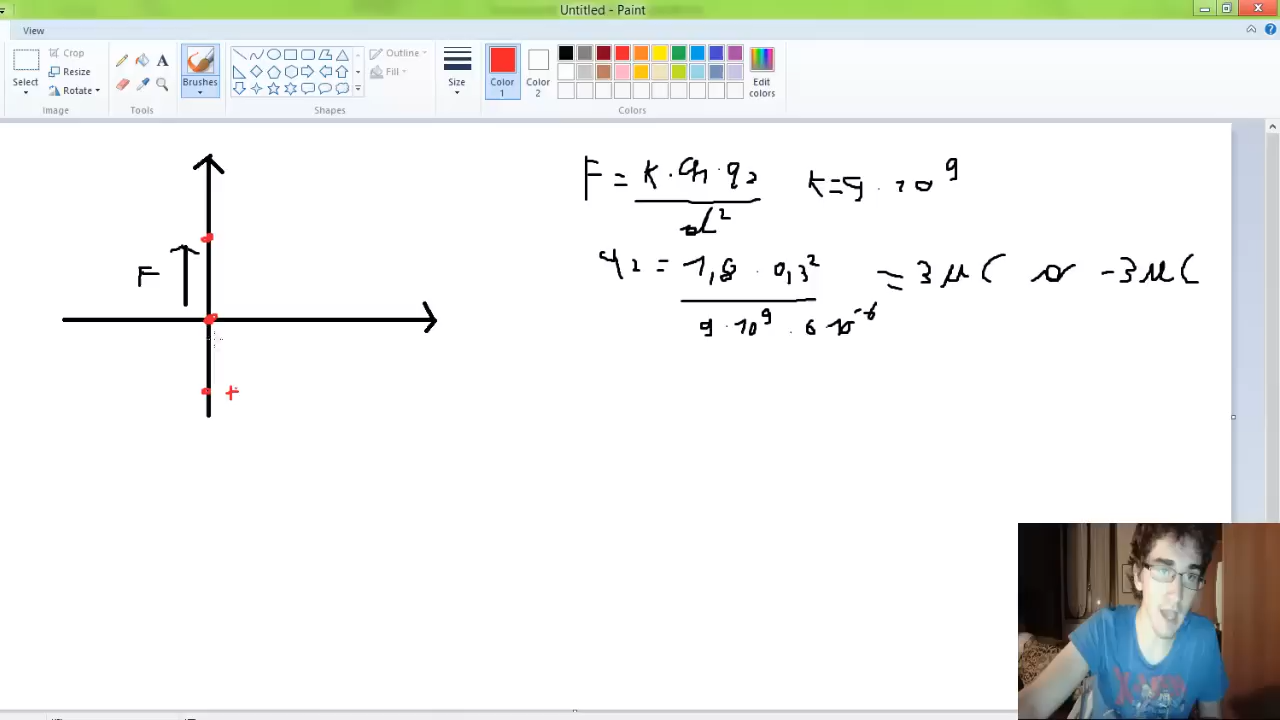 Untitled - Paint
View
Select
Crop
Resize
Rotate
Image
Tools
Brushes
Shapes
Outline
Fill
Size
Color 1
Color 2
Edit colors
Colors
F = K · q1 · q2 / d² K = 9 · 10⁹
q2 = 1,8 · 0,3² / 9 · 10⁹ · 6 · 10⁻⁶ = 3 μC or -3 μC
F
+